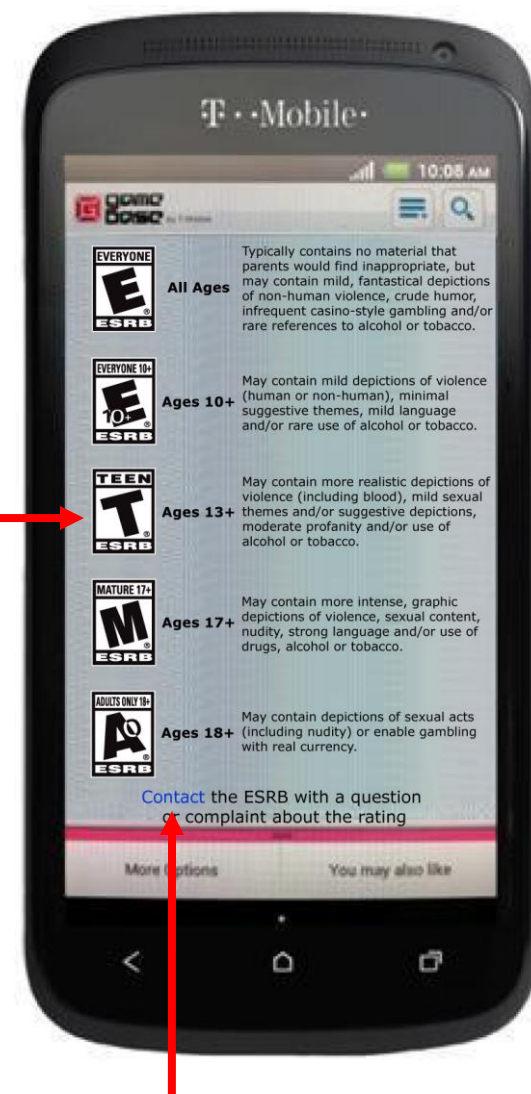 T · ·Mobile·
10:08 AM
G game
base by T-Mobile
EVERYONE
E
ESRB
All Ages
Typically contains no material that
parents would find inappropriate, but
may contain mild, fantastical depictions
of non-human violence, crude humor,
infrequent casino-style gambling and/or
rare references to alcohol or tobacco.
EVERYONE 10+
E
10+
ESRB
Ages 10+
May contain mild depictions of violence
(human or non-human), minimal
suggestive themes, mild language
and/or rare use of alcohol or tobacco.
TEEN
T
ESRB
Ages 13+
May contain more realistic depictions of
violence (including blood), mild sexual
themes and/or suggestive depictions,
moderate profanity and/or use of
alcohol or tobacco.
MATURE 17+
M
ESRB
Ages 17+
May contain more intense, graphic
depictions of violence, sexual content,
nudity, strong language and/or use of
drugs, alcohol or tobacco.
ADULTS ONLY 18+
AO
ESRB
Ages 18+
May contain depictions of sexual acts
(including nudity) or enable gambling
with real currency.
Contact the ESRB with a question
or complaint about the rating
More Options
You may also like